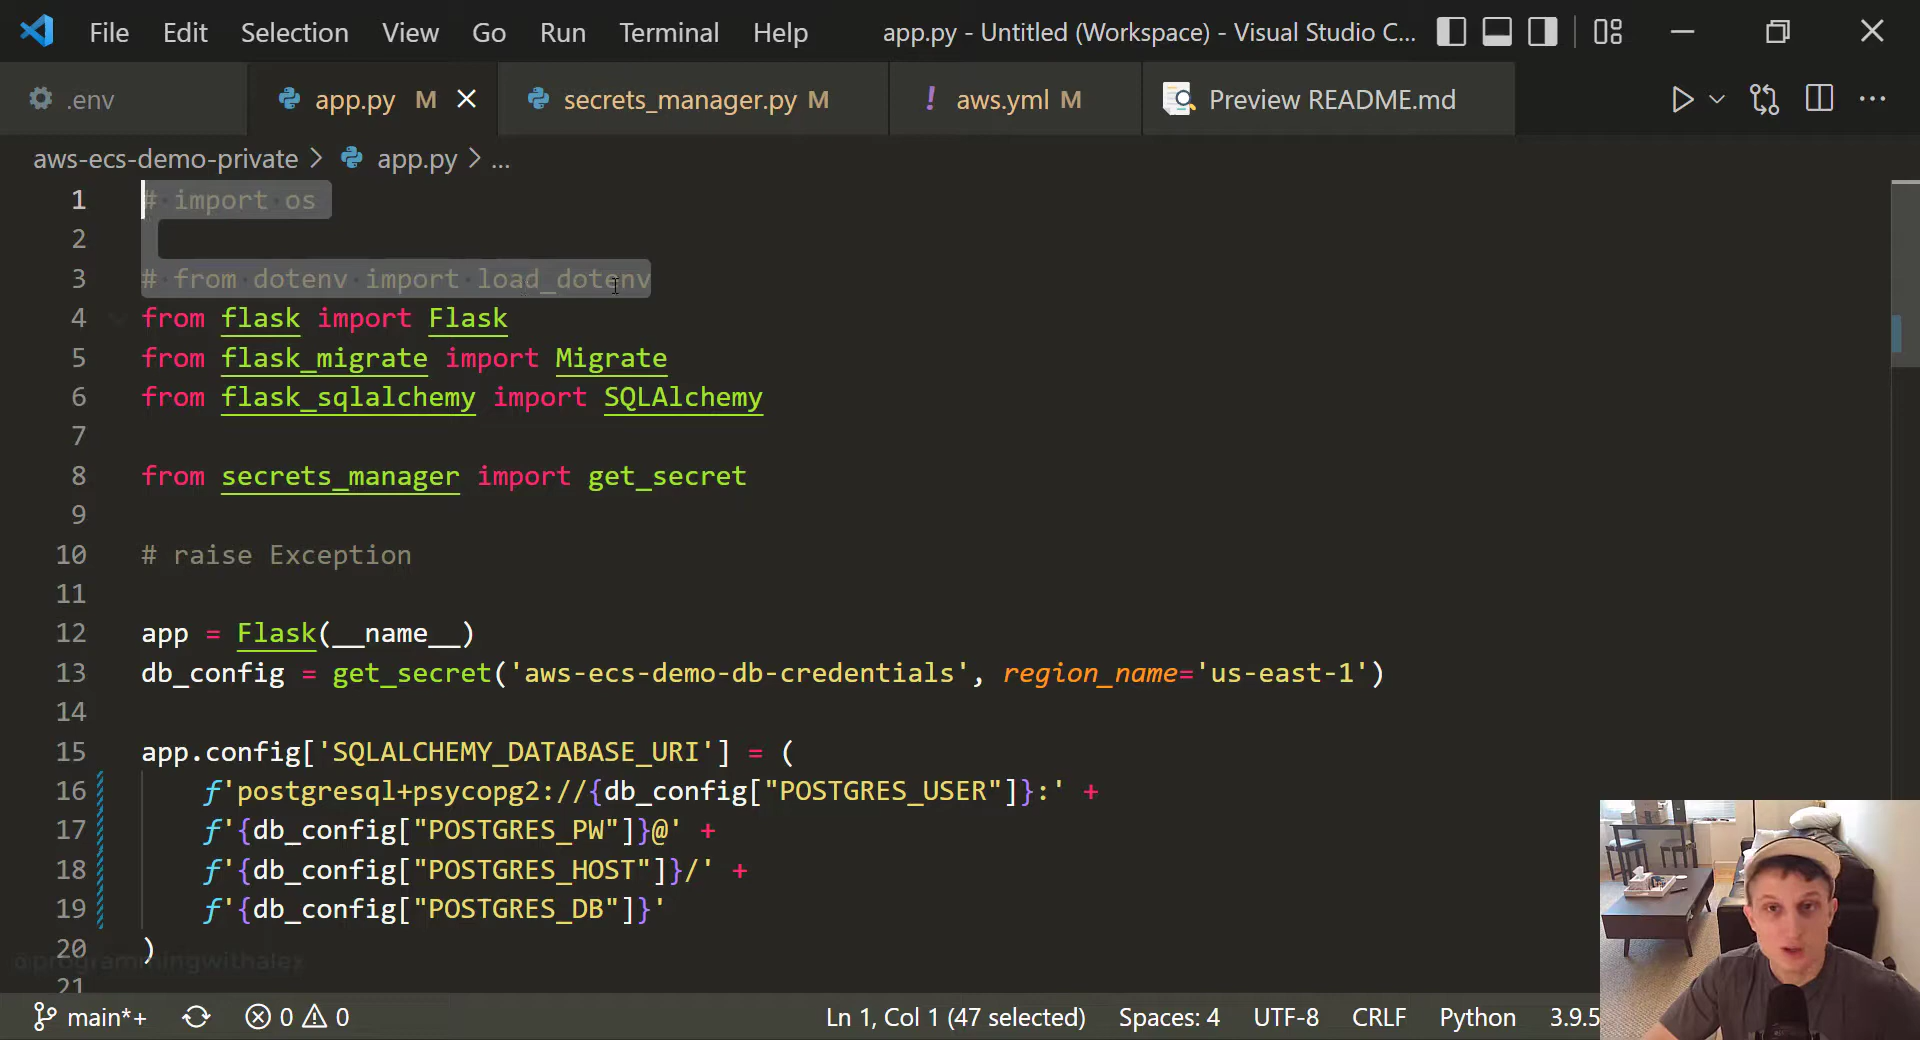 File Edit Selection View Go Run Terminal Help app.py - Untitled (Workspace) - Visual Studio C...
.env app.py M secrets_manager.py M ! aws.yml M Preview README.md
aws-ecs-demo-private > app.py > ...
1 # import os
2
3 # from dotenv import load_dotenv
4 from flask import Flask
5 from flask_migrate import Migrate
6 from flask_sqlalchemy import SQLAlchemy
7
8 from secrets_manager import get_secret
9
10 # raise Exception
11
12 app = Flask(__name__)
13 db_config = get_secret('aws-ecs-demo-db-credentials', region_name='us-east-1')
14
15 app.config['SQLALCHEMY_DATABASE_URI'] = (
16 f'postgresql+psycopg2://{db_config["POSTGRES_USER"]}:' +
17 f'{db_config["POSTGRES_PW"]}@' +
18 f'{db_config["POSTGRES_HOST"]}/' +
19 f'{db_config["POSTGRES_DB"]}'
20 )
@programmingwithalex
21
main*+ 0 0 Ln 1, Col 1 (47 selected) Spaces: 4 UTF-8 CRLF Python 3.9.5